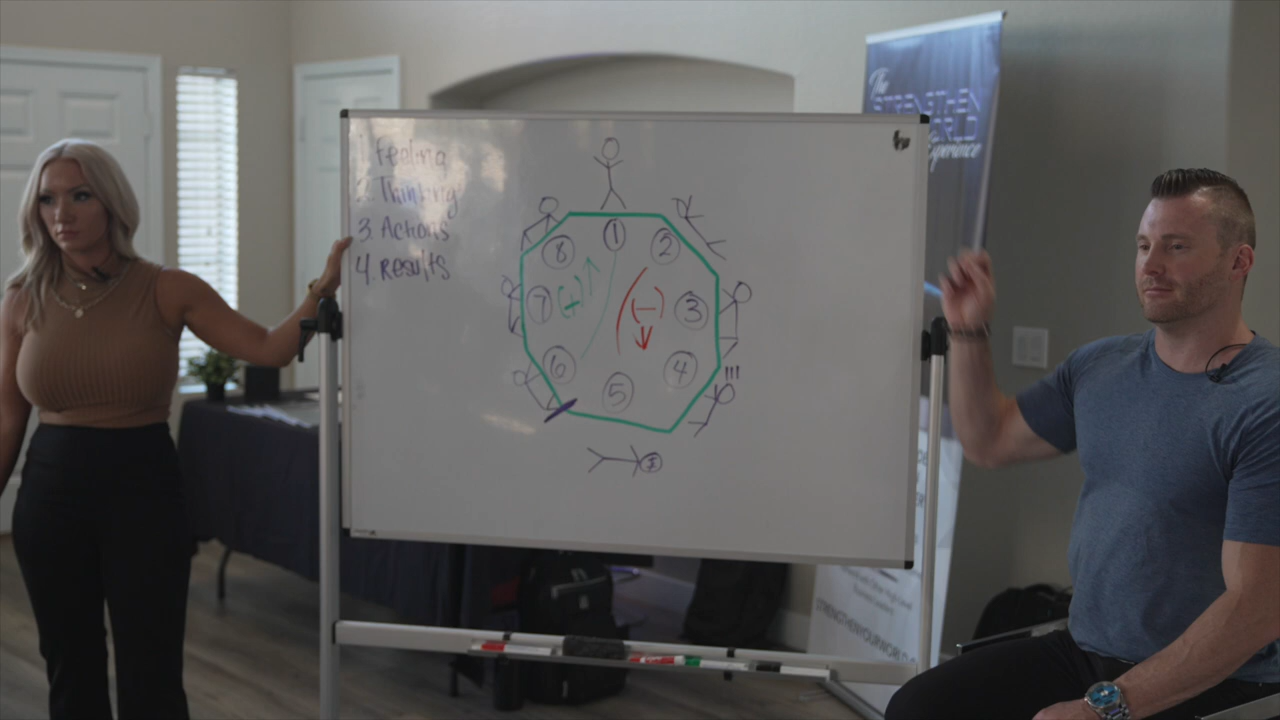 1. Feeling
2. Thinking
3. Actions
4. Results
1
8
2
(+)
(-)
7
3
6
4
!!!
5
The
STRENGTHEN
WORLD
Experience
STRENGTHENYOURWORLD